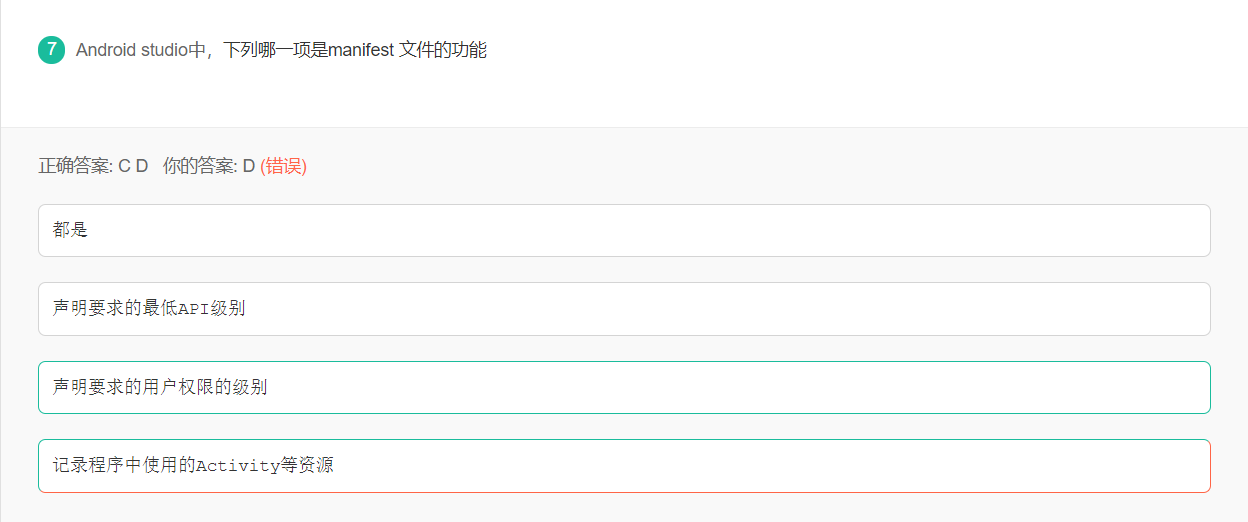 7 Android studio中，下列哪一项是manifest 文件的功能
正确答案: C D 你的答案: D (错误)
都是
声明要求的最低API级别
声明要求的用户权限的级别
记录程序中使用的Activity等资源